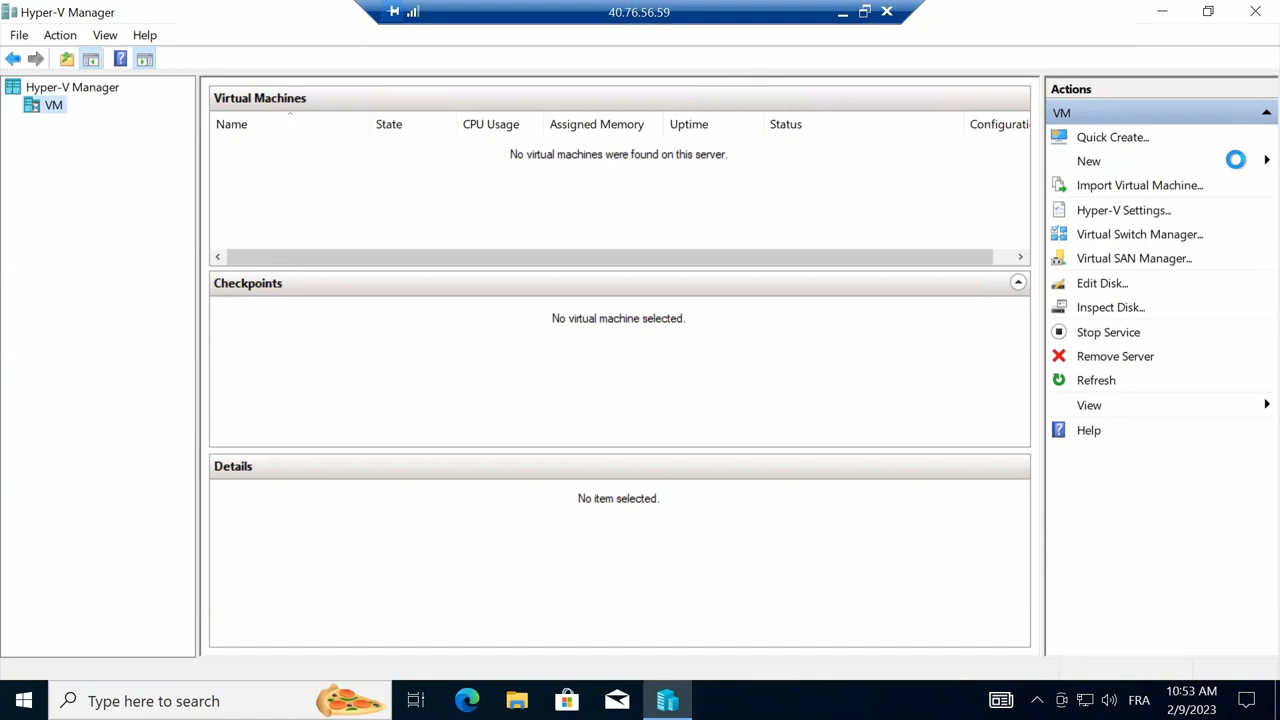 Hyper-V Manager
40.76.56.59
File Action View Help
Hyper-V Manager
VM
Virtual Machines
Name State CPU Usage Assigned Memory Uptime Status Configurati
No virtual machines were found on this server.
Checkpoints
No virtual machine selected.
Details
No item selected.
Actions
VM
Quick Create...
New
Import Virtual Machine...
Hyper-V Settings...
Virtual Switch Manager...
Virtual SAN Manager...
Edit Disk...
Inspect Disk...
Stop Service
Remove Server
Refresh
View
Help
Type here to search
FRA
10:53 AM
2/9/2023